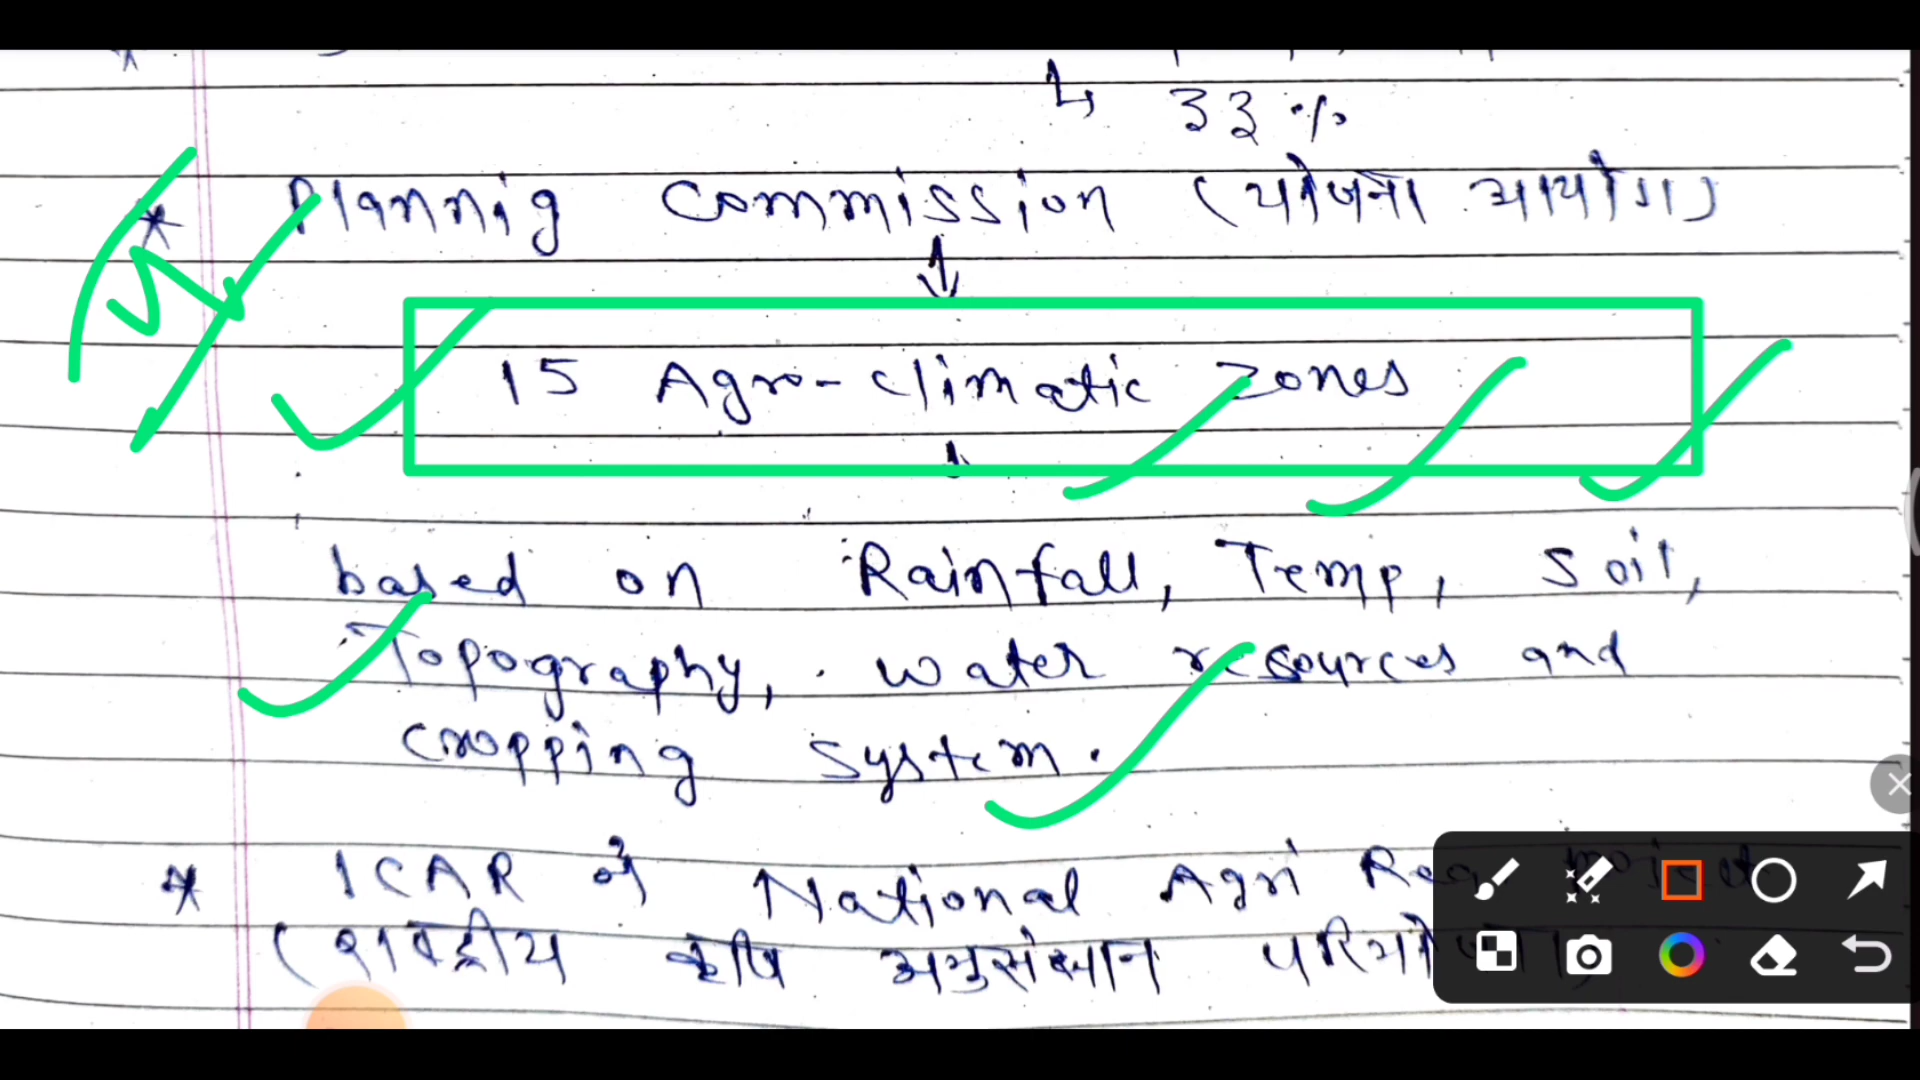 ↳ 33 %
* Plannig Commission (योजना आयोग)
↓
15 Agro-climatic Zones
based on Rainfall, Temp, Soil,
Topography, water resources and
cropping system.
* ICAR ने National Agri
(राष्ट्रीय कृषि अनुसंधान